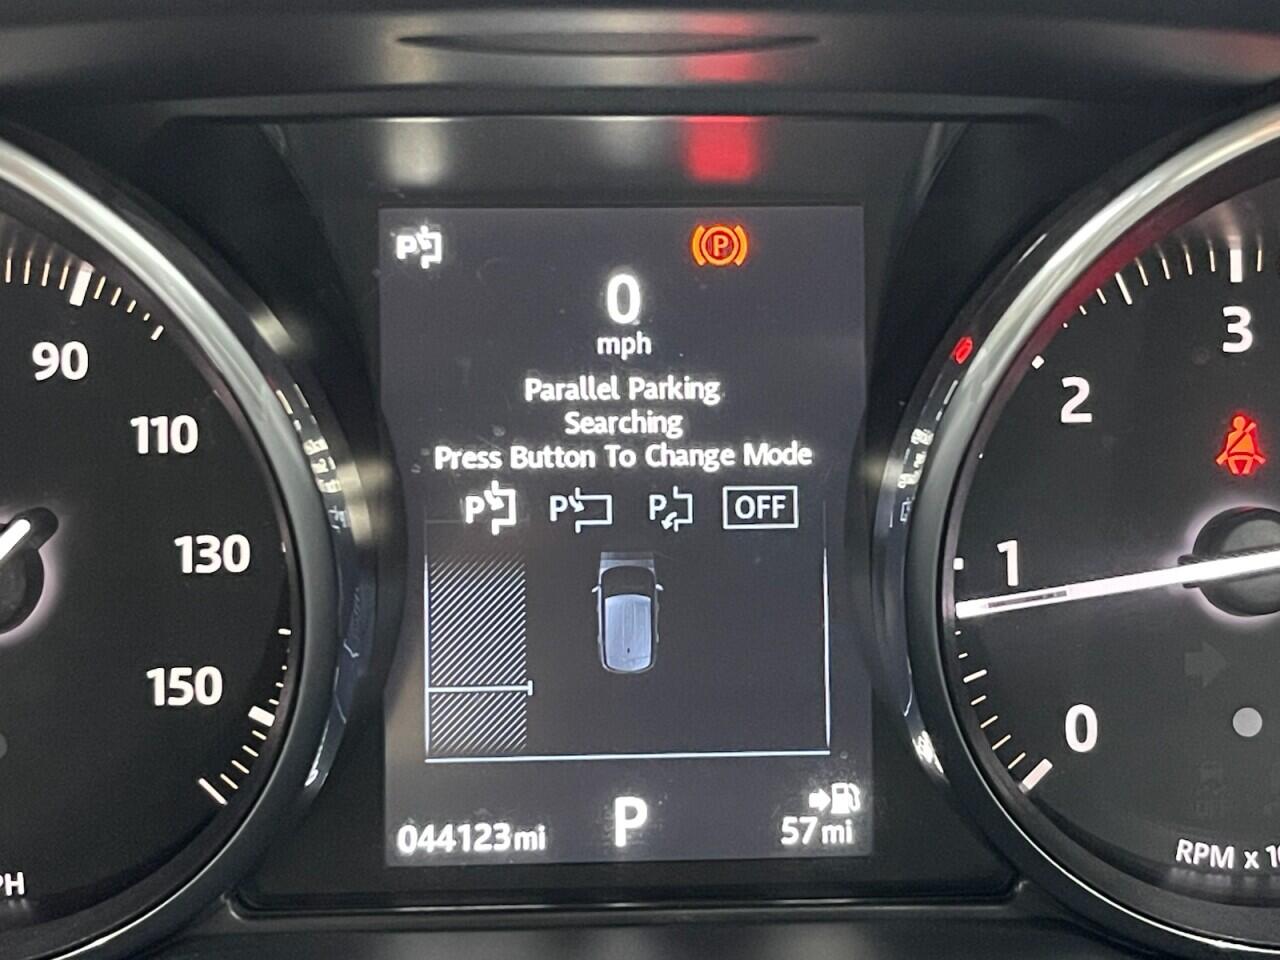 P
P
0
mph
Parallel Parking
Searching
Press Button To Change Mode
P P P OFF
90
110
130
150
3
2
1
0
P
044123mi
57mi
RPM x